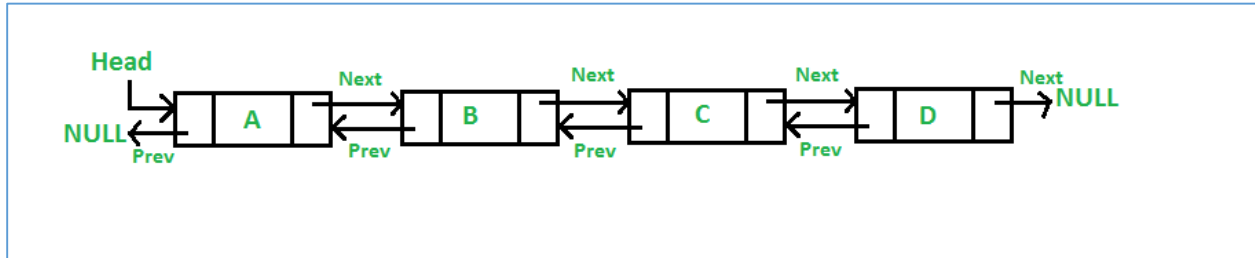 Head
Next Next Next Next
A B C D NULL
NULL
Prev Prev Prev Prev